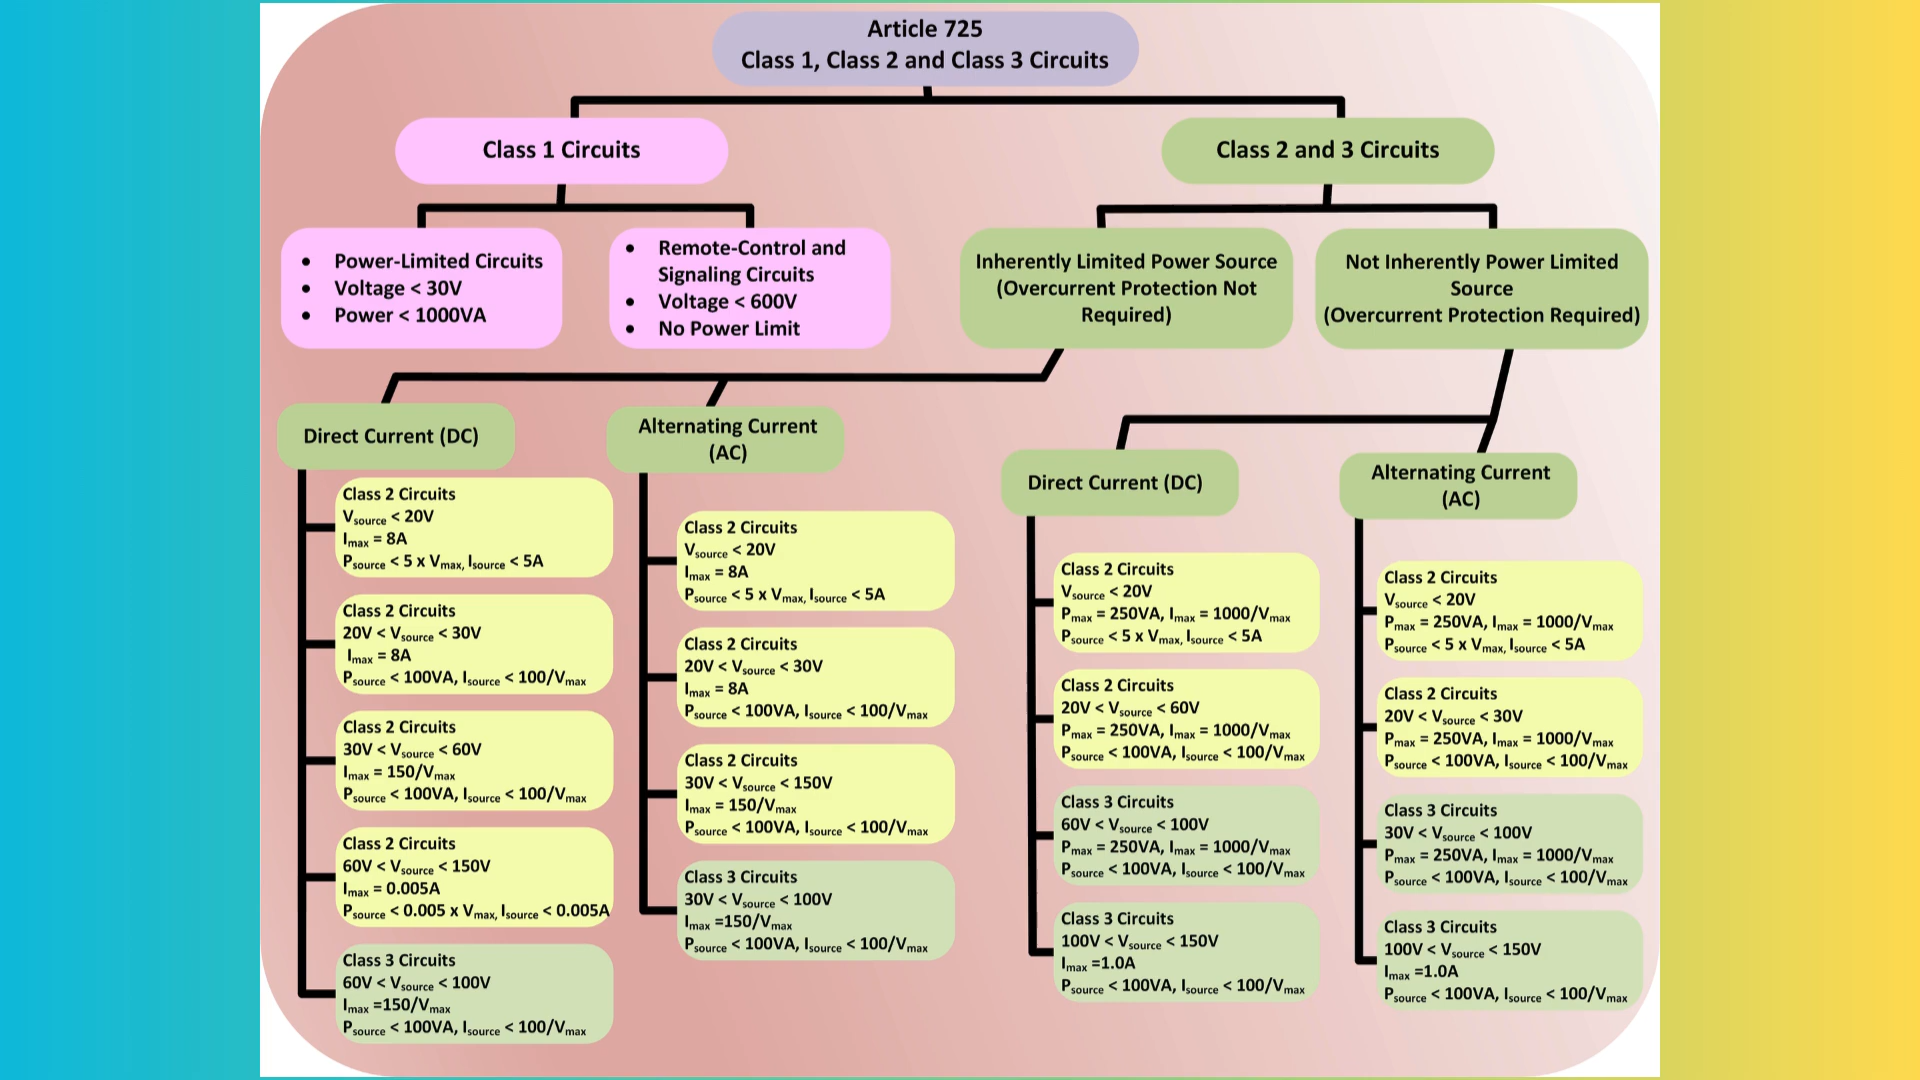 Article 725
Class 1, Class 2 and Class 3 Circuits
Class 1 Circuits
Class 2 and 3 Circuits
• Power-Limited Circuits
• Voltage < 30V
• Power < 1000VA
• Remote-Control and
Signaling Circuits
• Voltage < 600V
• No Power Limit
Inherently Limited Power Source
(Overcurrent Protection Not
Required)
Not Inherently Power Limited
Source
(Overcurrent Protection Required)
Direct Current (DC)
Class 2 Circuits
Vsource < 20V
Imax = 8A
Psource < 5 x Vmax, Isource < 5A
Class 2 Circuits
20V < Vsource < 30V
Imax = 8A
Psource < 100VA, Isource < 100/Vmax
Class 2 Circuits
30V < Vsource < 60V
Imax = 150/Vmax
Psource < 100VA, Isource < 100/Vmax
Class 2 Circuits
60V < Vsource < 150V
Imax = 0.005A
Psource < 0.005 x Vmax, Isource < 0.005A
Class 3 Circuits
60V < Vsource < 100V
Imax =150/Vmax
Psource < 100VA, Isource < 100/Vmax
Alternating Current
(AC)
Class 2 Circuits
Vsource < 20V
Imax = 8A
Psource < 5 x Vmax, Isource < 5A
Class 2 Circuits
20V < Vsource < 30V
Imax = 8A
Psource < 100VA, Isource < 100/Vmax
Class 2 Circuits
30V < Vsource < 150V
Imax = 150/Vmax
Psource < 100VA, Isource < 100/Vmax
Class 3 Circuits
30V < Vsource < 100V
Imax =150/Vmax
Psource < 100VA, Isource < 100/Vmax
Direct Current (DC)
Class 2 Circuits
Vsource < 20V
Pmax = 250VA, Imax = 1000/Vmax
Psource < 5 x Vmax, Isource < 5A
Class 2 Circuits
20V < Vsource < 60V
Pmax = 250VA, Imax = 1000/Vmax
Psource < 100VA, Isource < 100/Vmax
Class 3 Circuits
60V < Vsource < 100V
Pmax = 250VA, Imax = 1000/Vmax
Psource < 100VA, Isource < 100/Vmax
Class 3 Circuits
100V < Vsource < 150V
Imax =1.0A
Psource < 100VA, Isource < 100/Vmax
Alternating Current
(AC)
Class 2 Circuits
Vsource < 20V
Pmax = 250VA, Imax = 1000/Vmax
Psource < 5 x Vmax, Isource < 5A
Class 2 Circuits
20V < Vsource < 30V
Pmax = 250VA, Imax = 1000/Vmax
Psource < 100VA, Isource < 100/Vmax
Class 3 Circuits
30V < Vsource < 100V
Pmax = 250VA, Imax = 1000/Vmax
Psource < 100VA, Isource < 100/Vmax
Class 3 Circuits
100V < Vsource < 150V
Imax =1.0A
Psource < 100VA, Isource < 100/Vmax